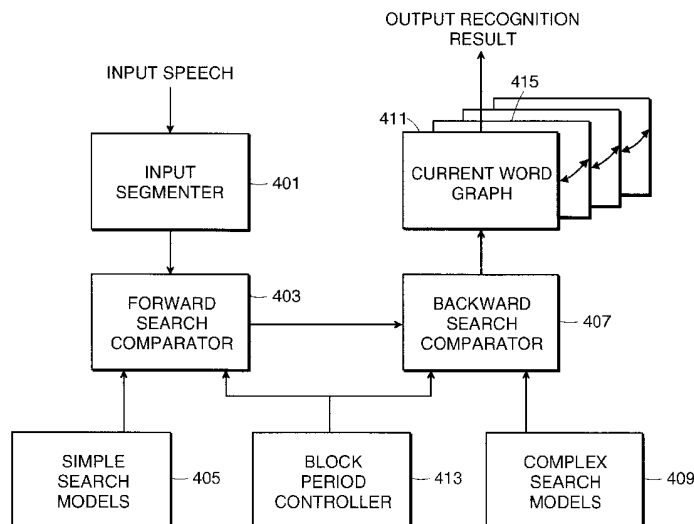 OUTPUT RECOGNITION
RESULT
INPUT SPEECH
415
411
INPUT
SEGMENTER
401
CURRENT WORD
GRAPH
FORWARD
SEARCH
COMPARATOR
403
BACKWARD
SEARCH
COMPARATOR
407
SIMPLE
SEARCH
MODELS
405
BLOCK
PERIOD
CONTROLLER
413
COMPLEX
SEARCH
MODELS
409